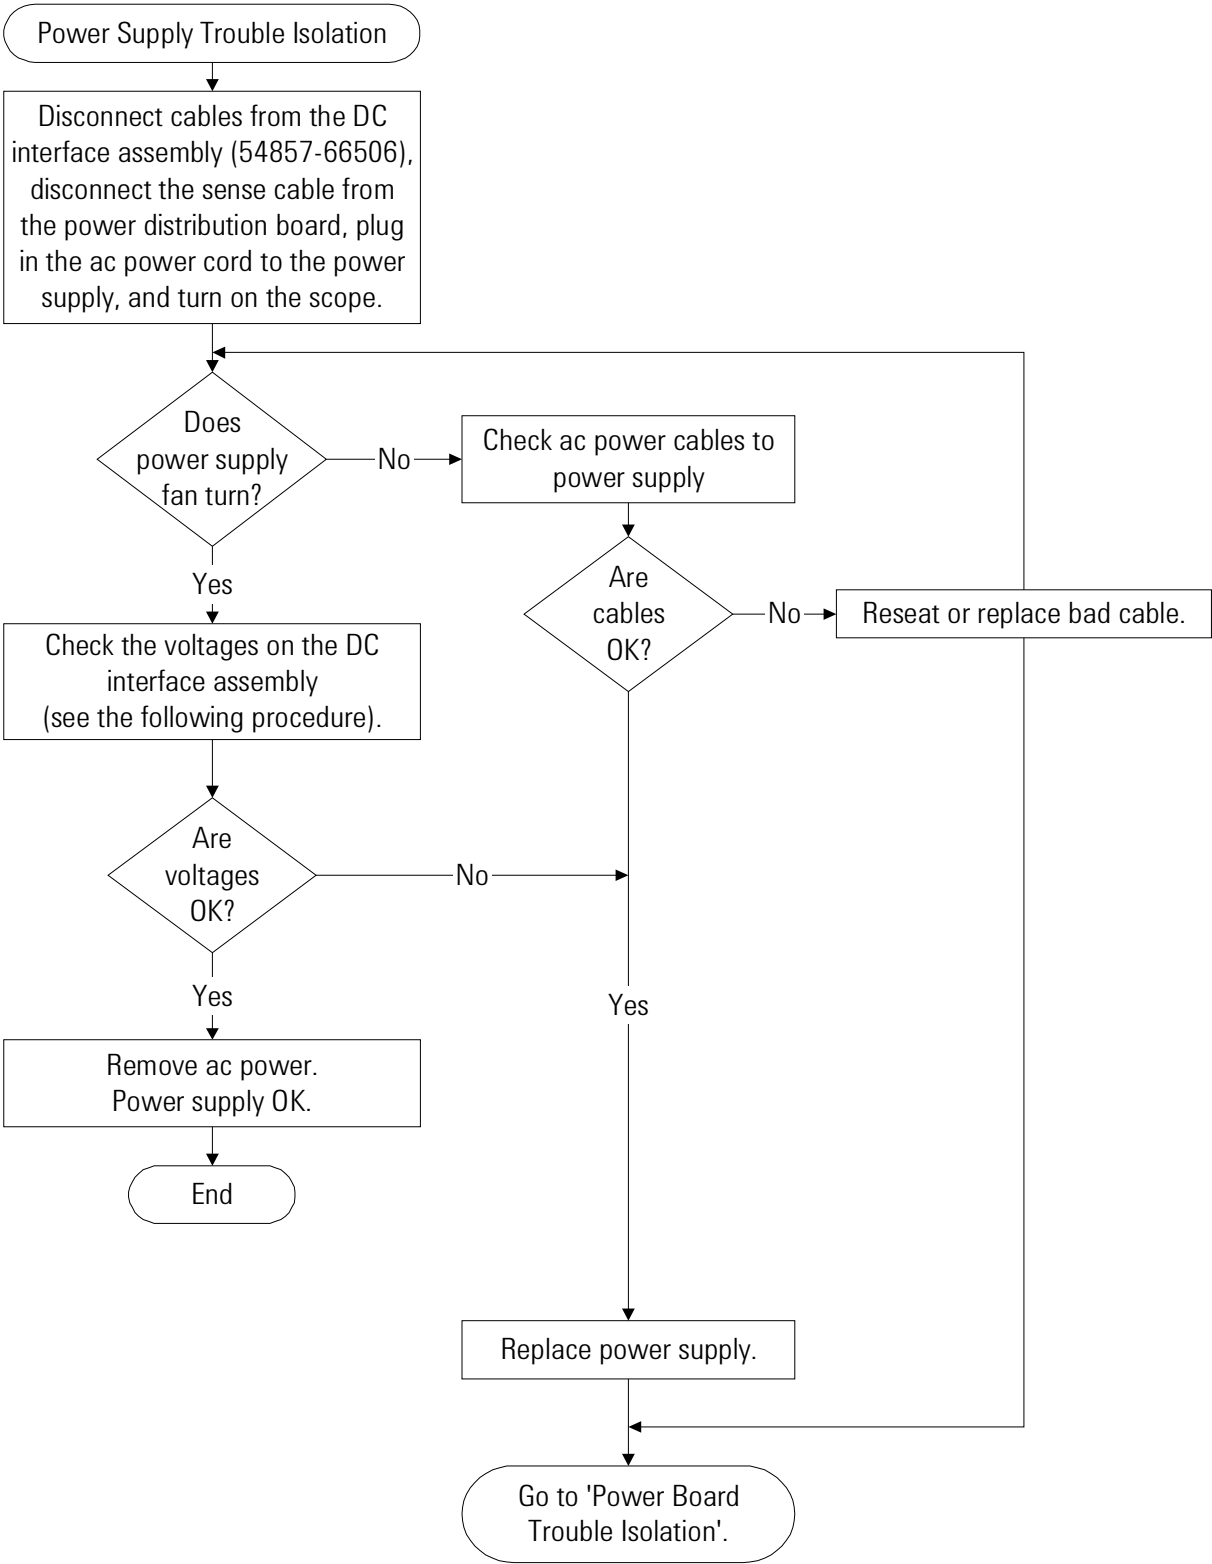 Power Supply Trouble Isolation
Disconnect cables from the DC
interface assembly (54857-66506),
disconnect the sense cable from
the power distribution board, plug
in the ac power cord to the power
supply, and turn on the scope.
Does
power supply
fan turn?
No
Check ac power cables to
power supply
Yes
Are
cables
OK?
No
Reseat or replace bad cable.
Check the voltages on the DC
interface assembly
(see the following procedure).
Are
voltages
OK?
No
Yes
Yes
Remove ac power.
Power supply OK.
End
Replace power supply.
Go to 'Power Board
Trouble Isolation'.